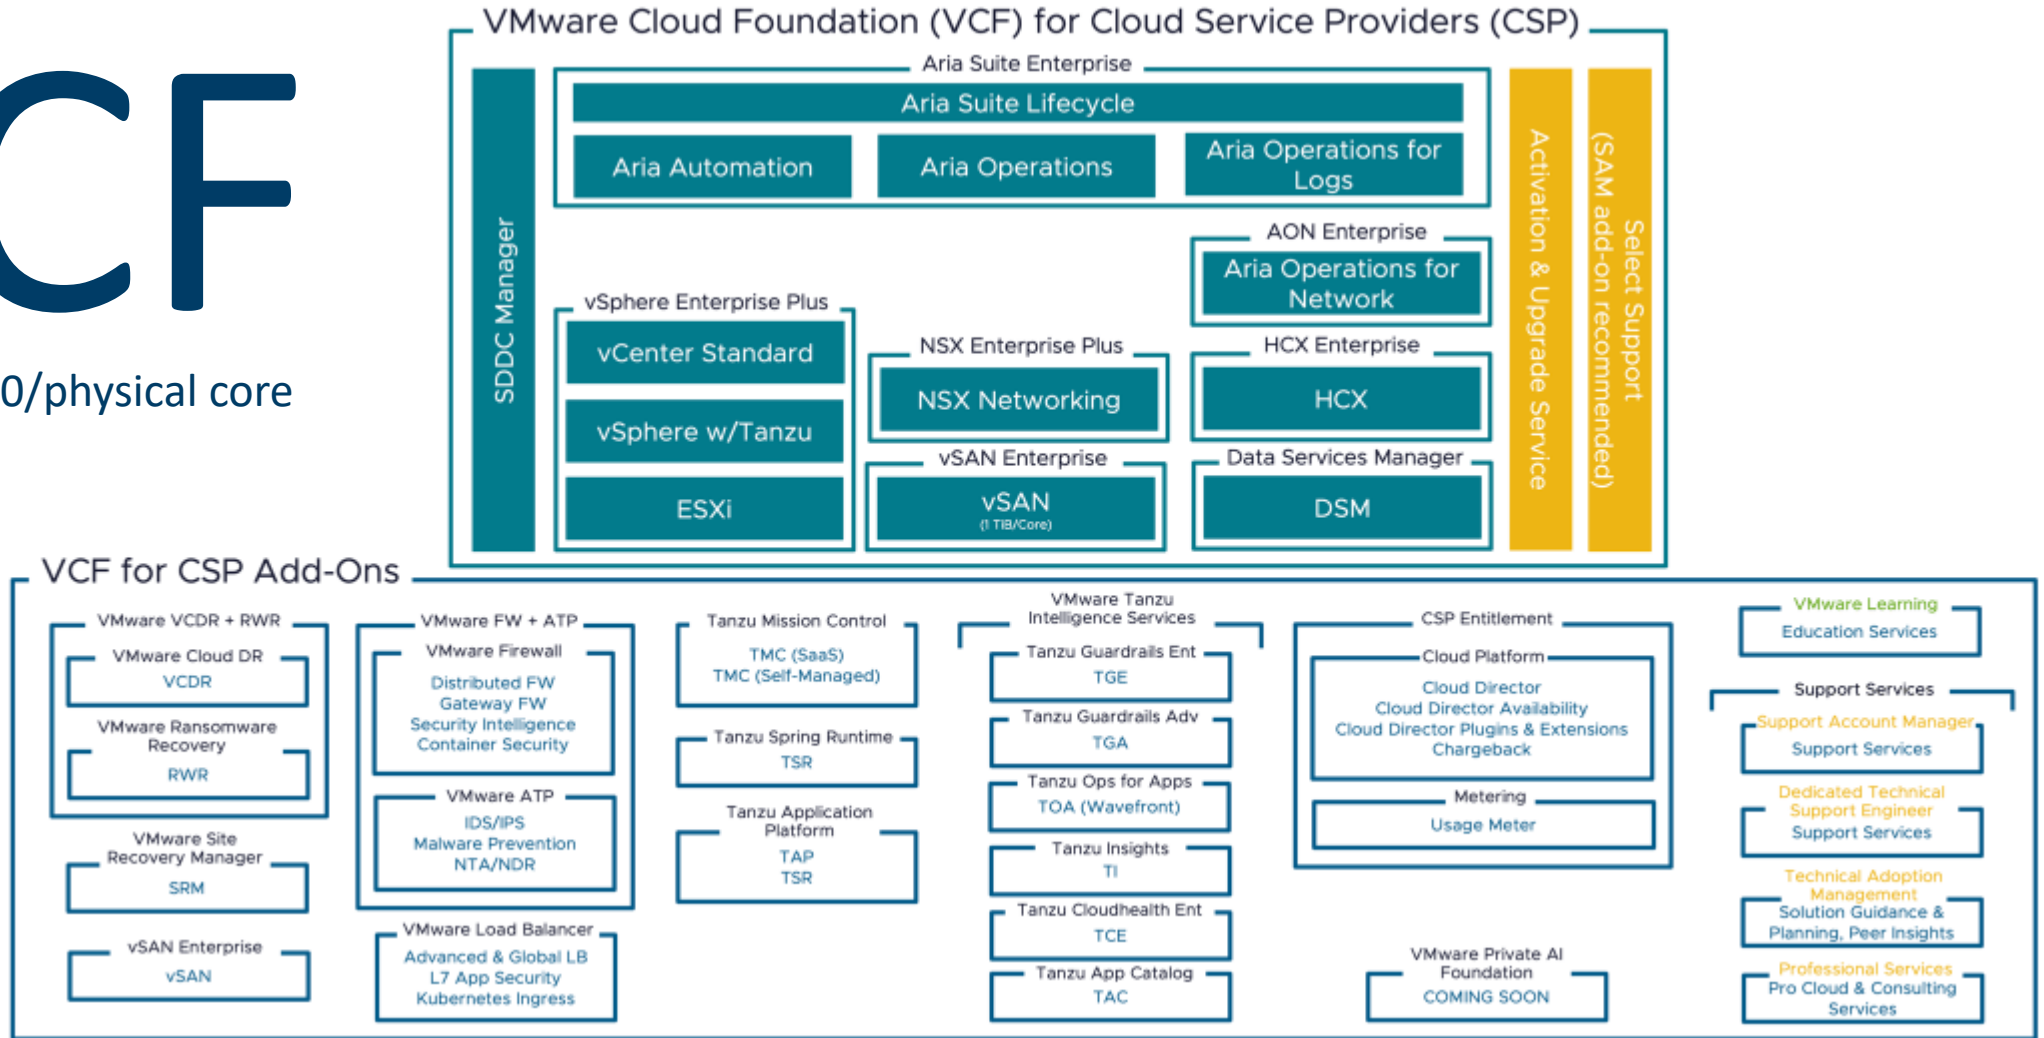 VMware Cloud Foundation (VCF) for Cloud Service Providers (CSP)
CF
0/physical core
SDDC Manager
Aria Suite Enterprise
Aria Suite Lifecycle
Aria Automation
Aria Operations
Aria Operations for
Logs
AON Enterprise
Aria Operations for
Network
vSphere Enterprise Plus
vCenter Standard
vSphere w/Tanzu
ESXi
NSX Enterprise Plus
NSX Networking
vSAN Enterprise
vSAN
(1 TiB/Core)
HCX Enterprise
HCX
Data Services Manager
DSM
Activation & Upgrade Service
Select Support
(SAM add-on recommended)
VCF for CSP Add-Ons
VMware VCDR + RWR
VMware Cloud DR
VCDR
VMware Ransomware
Recovery
RWR
VMware Site
Recovery Manager
SRM
vSAN Enterprise
vSAN
VMware FW + ATP
VMware Firewall
Distributed FW
Gateway FW
Security Intelligence
Container Security
VMware ATP
IDS/IPS
Malware Prevention
NTA/NDR
VMware Load Balancer
Advanced & Global LB
L7 App Security
Kubernetes Ingress
Tanzu Mission Control
TMC (SaaS)
TMC (Self-Managed)
Tanzu Spring Runtime
TSR
Tanzu Application
Platform
TAP
TSR
VMware Tanzu
Intelligence Services
Tanzu Guardrails Ent
TGE
Tanzu Guardrails Adv
TGA
Tanzu Ops for Apps
TOA (Wavefront)
Tanzu Insights
TI
Tanzu Cloudhealth Ent
TCE
Tanzu App Catalog
TAC
CSP Entitlement
Cloud Platform
Cloud Director
Cloud Director Availability
Cloud Director Plugins & Extensions
Chargeback
Metering
Usage Meter
VMware Private AI
Foundation
COMING SOON
VMware Learning
Education Services
Support Services
Support Account Manager
Support Services
Dedicated Technical
Support Engineer
Support Services
Technical Adoption
Management
Solution Guidance &
Planning, Peer Insights
Professional Services
Pro Cloud & Consulting
Services